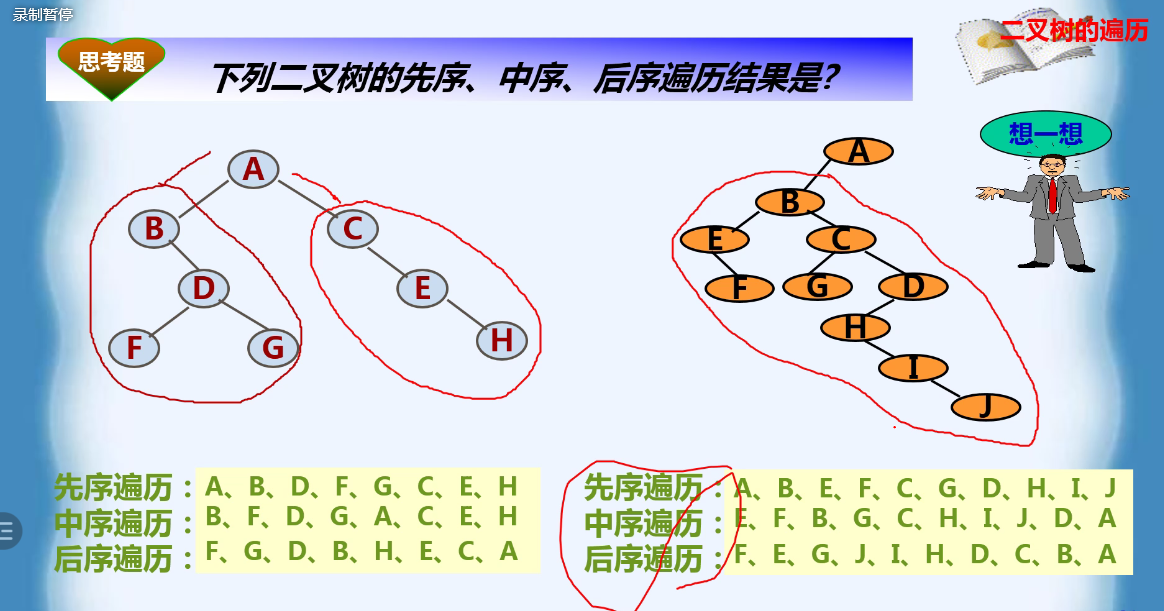 录制暂停
二叉树的遍历
思考题
下列二叉树的先序、中序、后序遍历结果是?
想一想
A
B
C
D
E
F
G
H
A
B
E
C
F
G
D
H
I
J
先序遍历：A、B、D、F、G、C、E、H
中序遍历：B、F、D、G、A、C、E、H
后序遍历：F、G、D、B、H、E、C、A
先序遍历：A、B、E、F、C、G、D、H、I、J
中序遍历：E、F、B、G、C、H、I、J、D、A
后序遍历：F、E、G、J、I、H、D、C、B、A